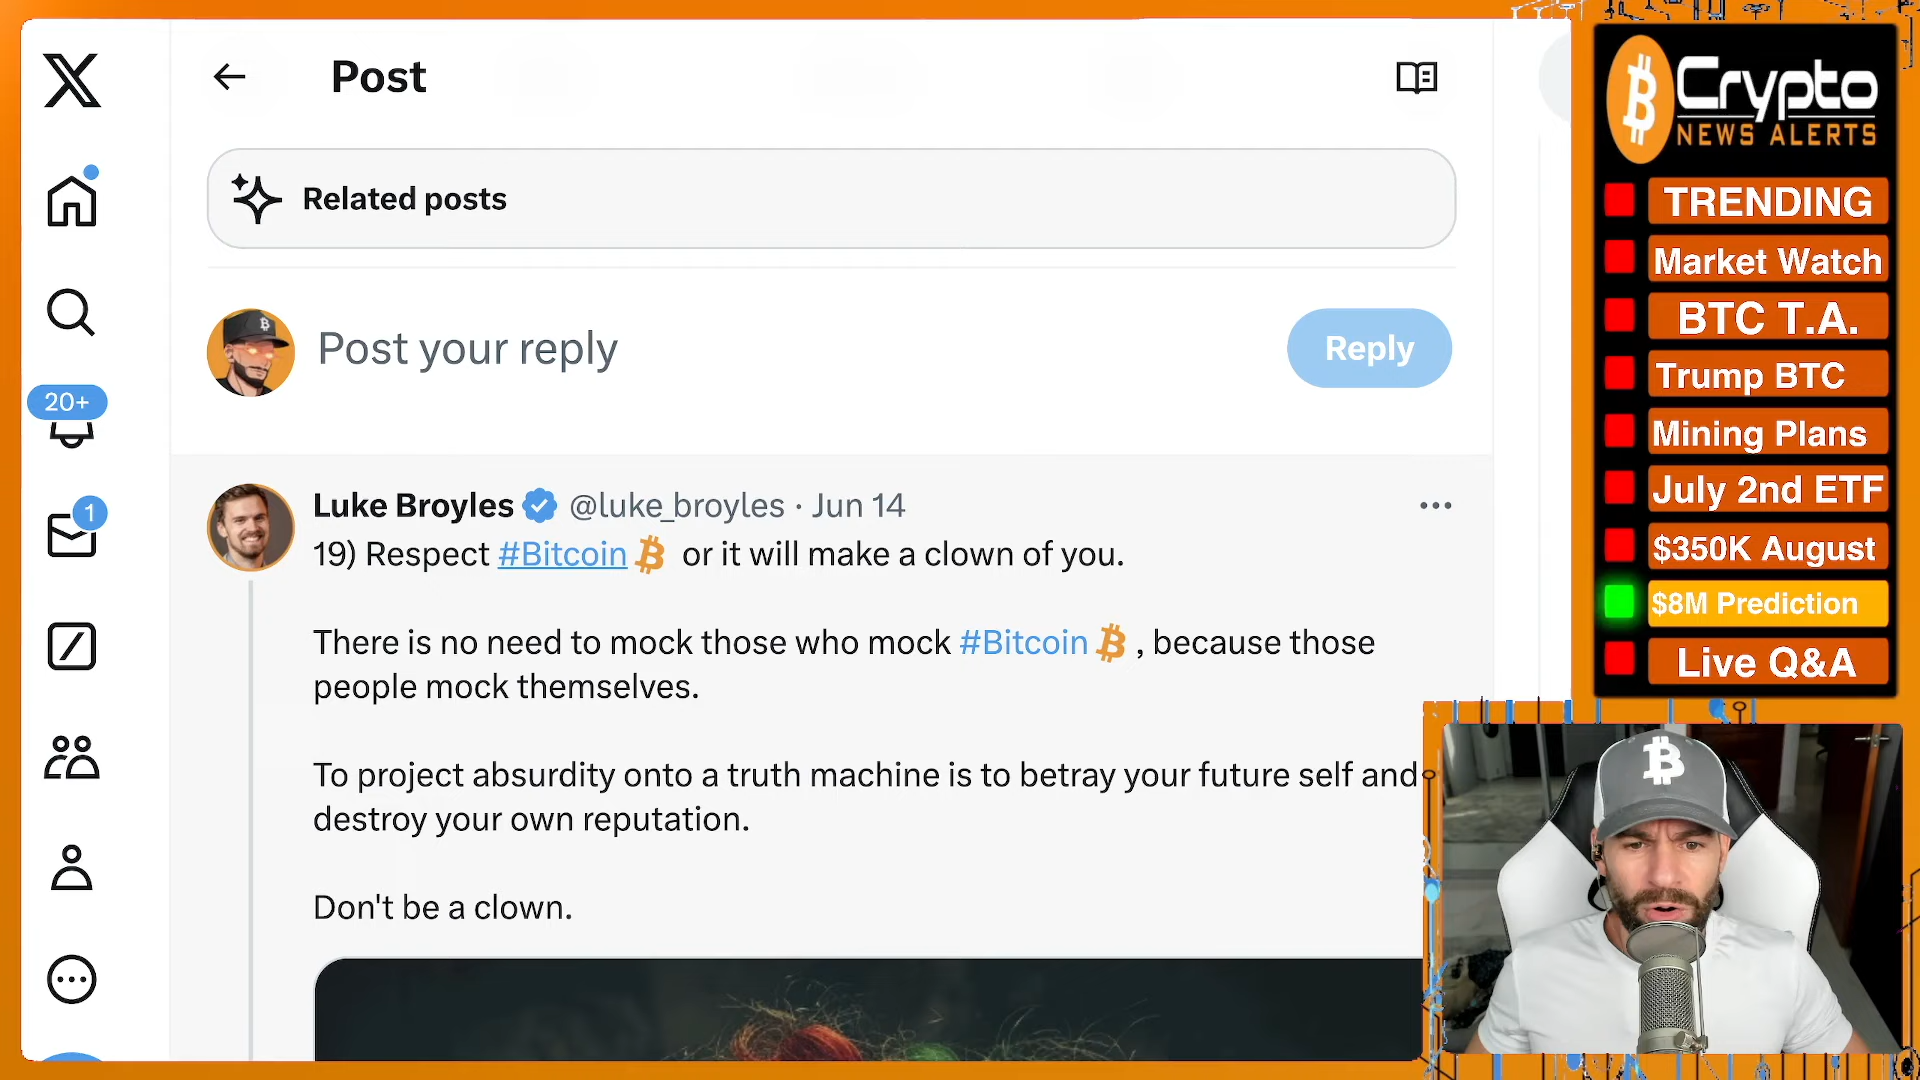 Post
Related posts
Post your reply
Reply
20+
1
Luke Broyles @luke_broyles · Jun 14
19) Respect #Bitcoin or it will make a clown of you.
There is no need to mock those who mock #Bitcoin , because those
people mock themselves.
To project absurdity onto a truth machine is to betray your future self and
destroy your own reputation.
Don't be a clown.
Crypto
NEWS ALERTS
TRENDING
Market Watch
BTC T.A.
Trump BTC
Mining Plans
July 2nd ETF
$350K August
$8M Prediction
Live Q&A